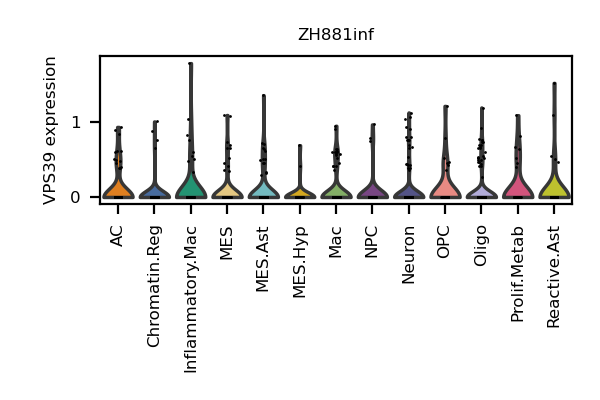 ZH881inf
VPS39 expression
1
0
AC
Chromatin.Reg
Inflammatory.Mac
MES
MES.Ast
MES.Hyp
Mac
NPC
Neuron
OPC
Oligo
Prolif.Metab
Reactive.Ast